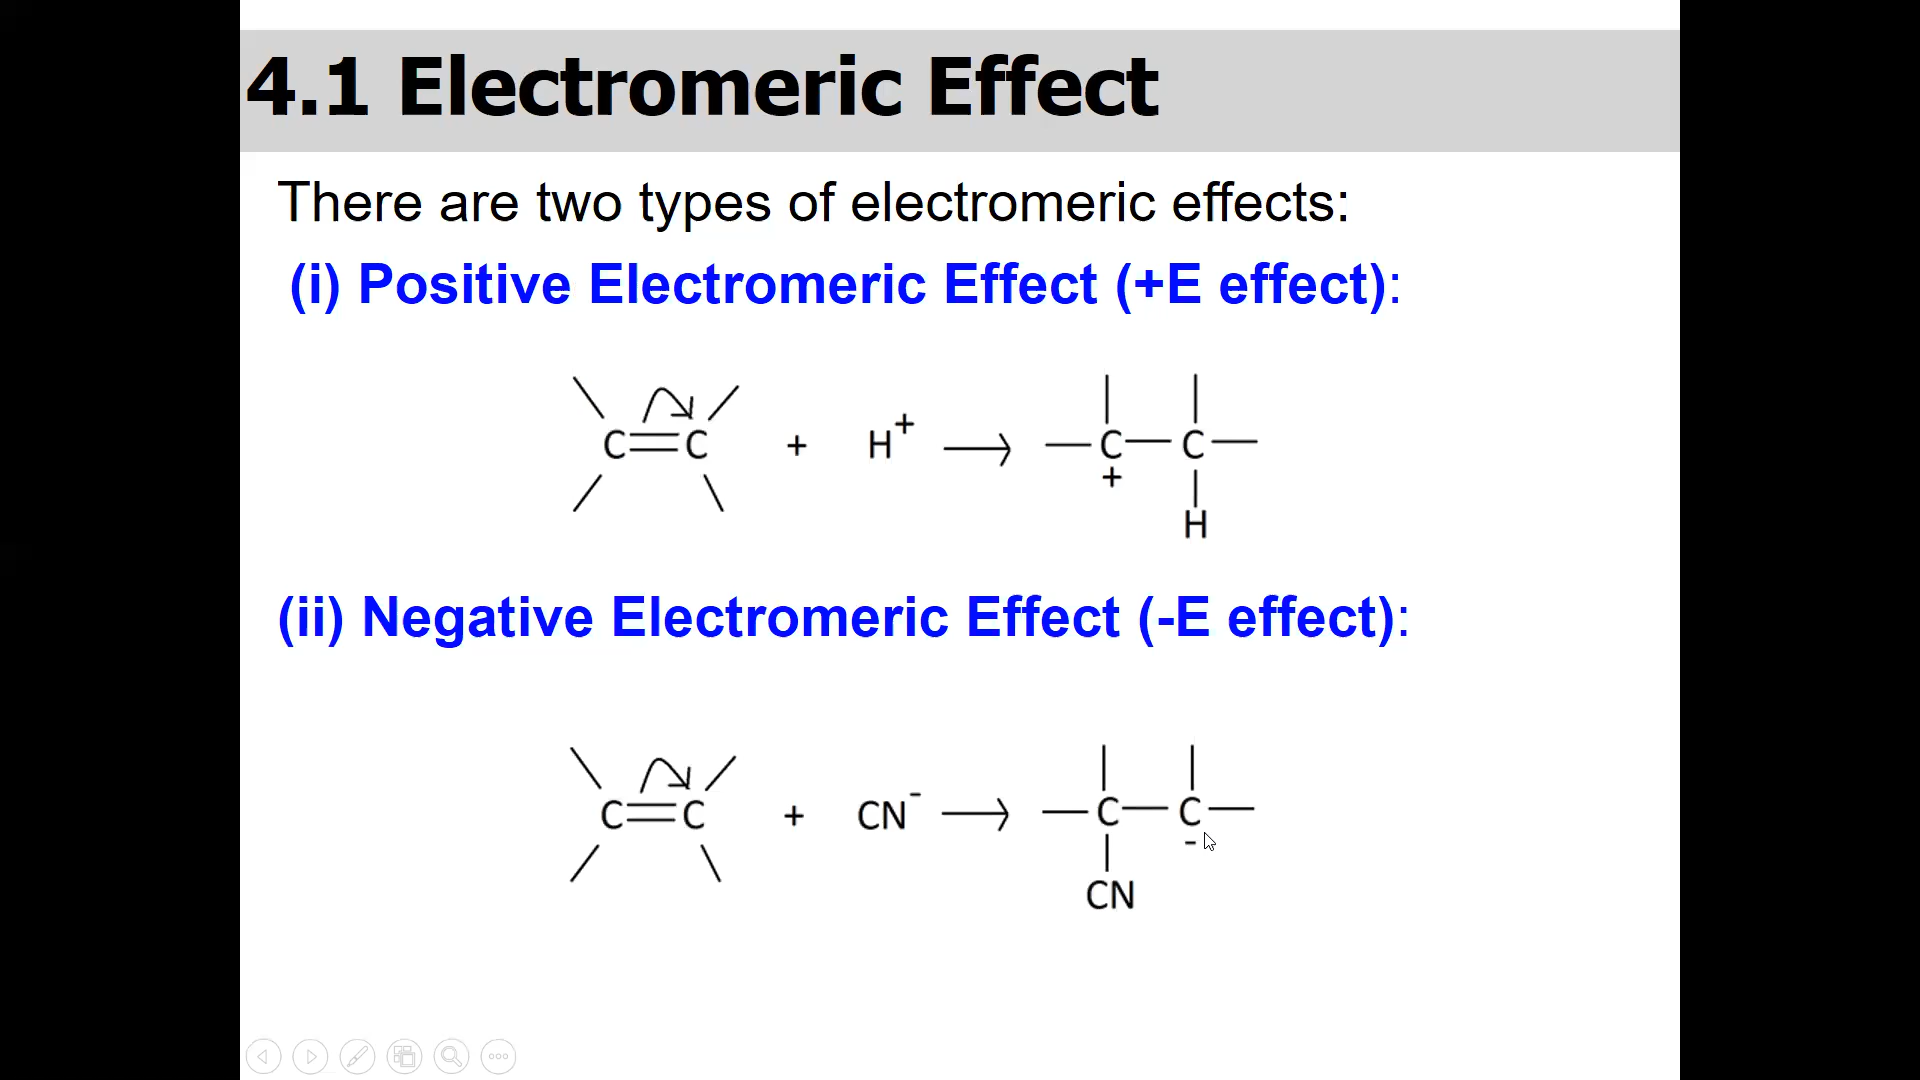 4.1 Electromeric Effect
There are two types of electromeric effects:
(i) Positive Electromeric Effect (+E effect):
C=C + H⁺ → —C—C—
+
H
(ii) Negative Electromeric Effect (-E effect):
C=C + CN⁻ → —C—C—
-
CN